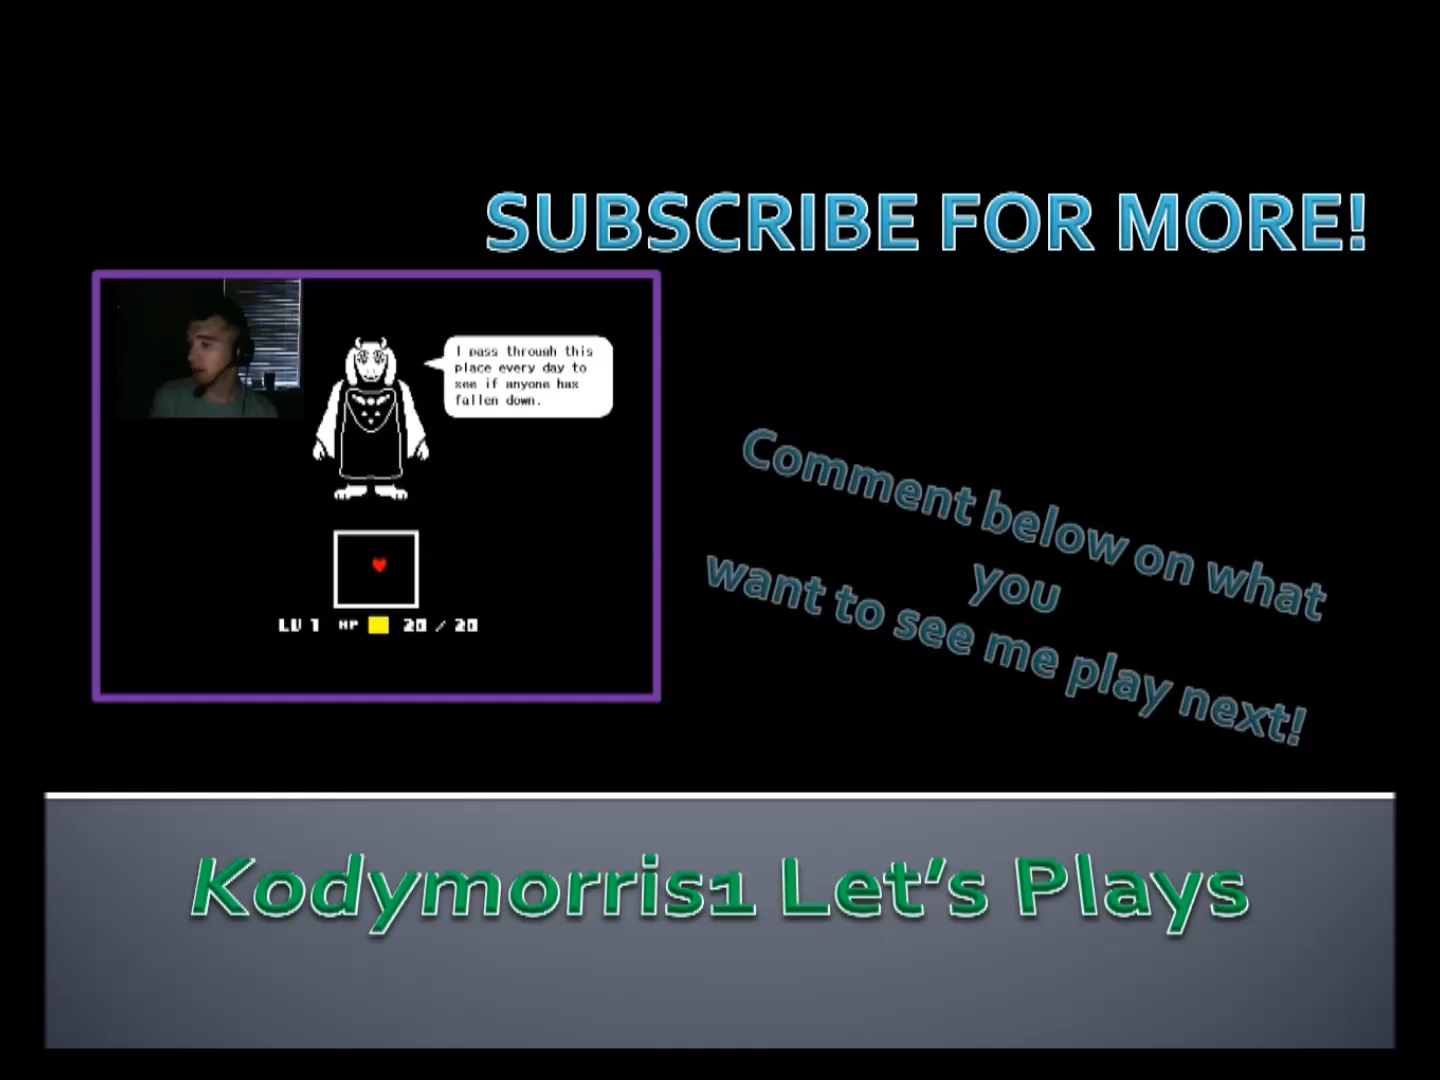 SUBSCRIBE FOR MORE!
I pass through this
place every day to
see if anyone has
fallen down.
LV 1 HP 20 / 20
Comment below on what
you
want to see me play next!
Kodymorris1 Let's Plays